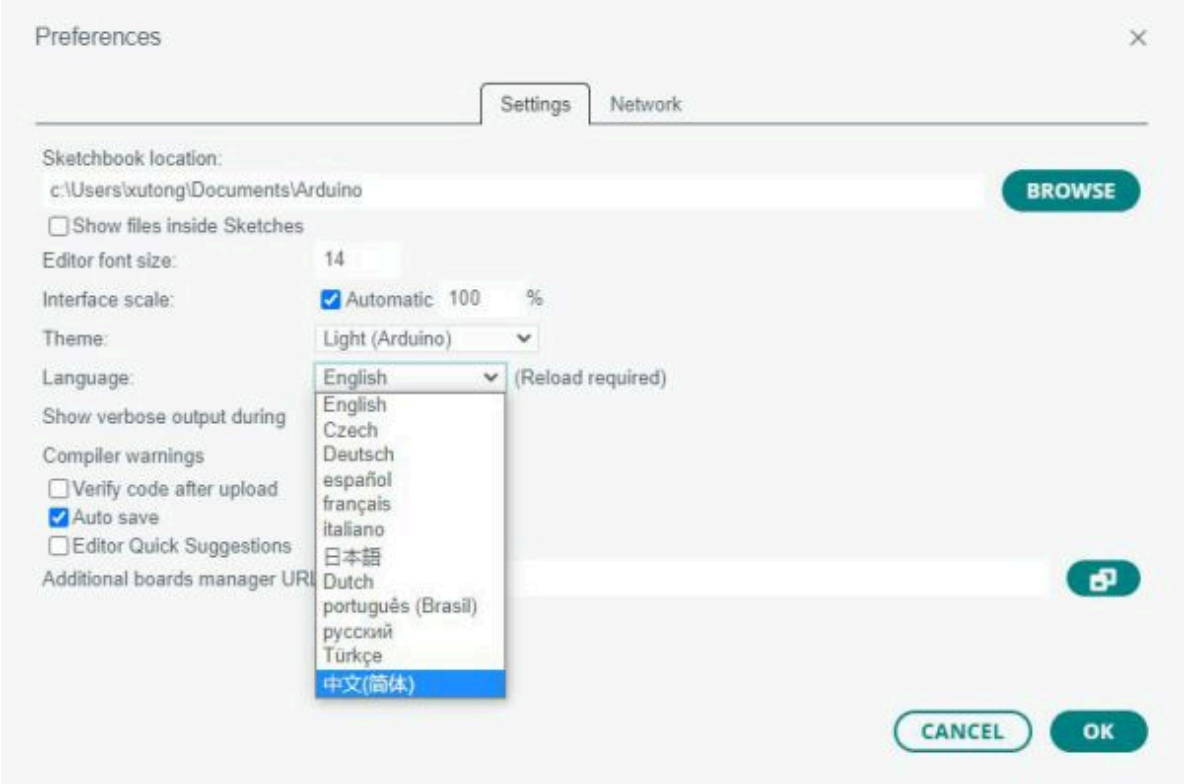 Preferences
Settings Network
Sketchbook location:
c:\Users\xutong\Documents\Arduino
BROWSE
Show files inside Sketches
Editor font size: 14
Interface scale: Automatic 100 %
Theme: Light (Arduino)
Language: English (Reload required)
Show verbose output during
Compiler warnings
Verify code after upload
Auto save
Editor Quick Suggestions
Additional boards manager URL
English
Czech
Deutsch
español
français
italiano
日本語
Dutch
português (Brasil)
русский
Türkçe
中文(简体)
CANCEL OK